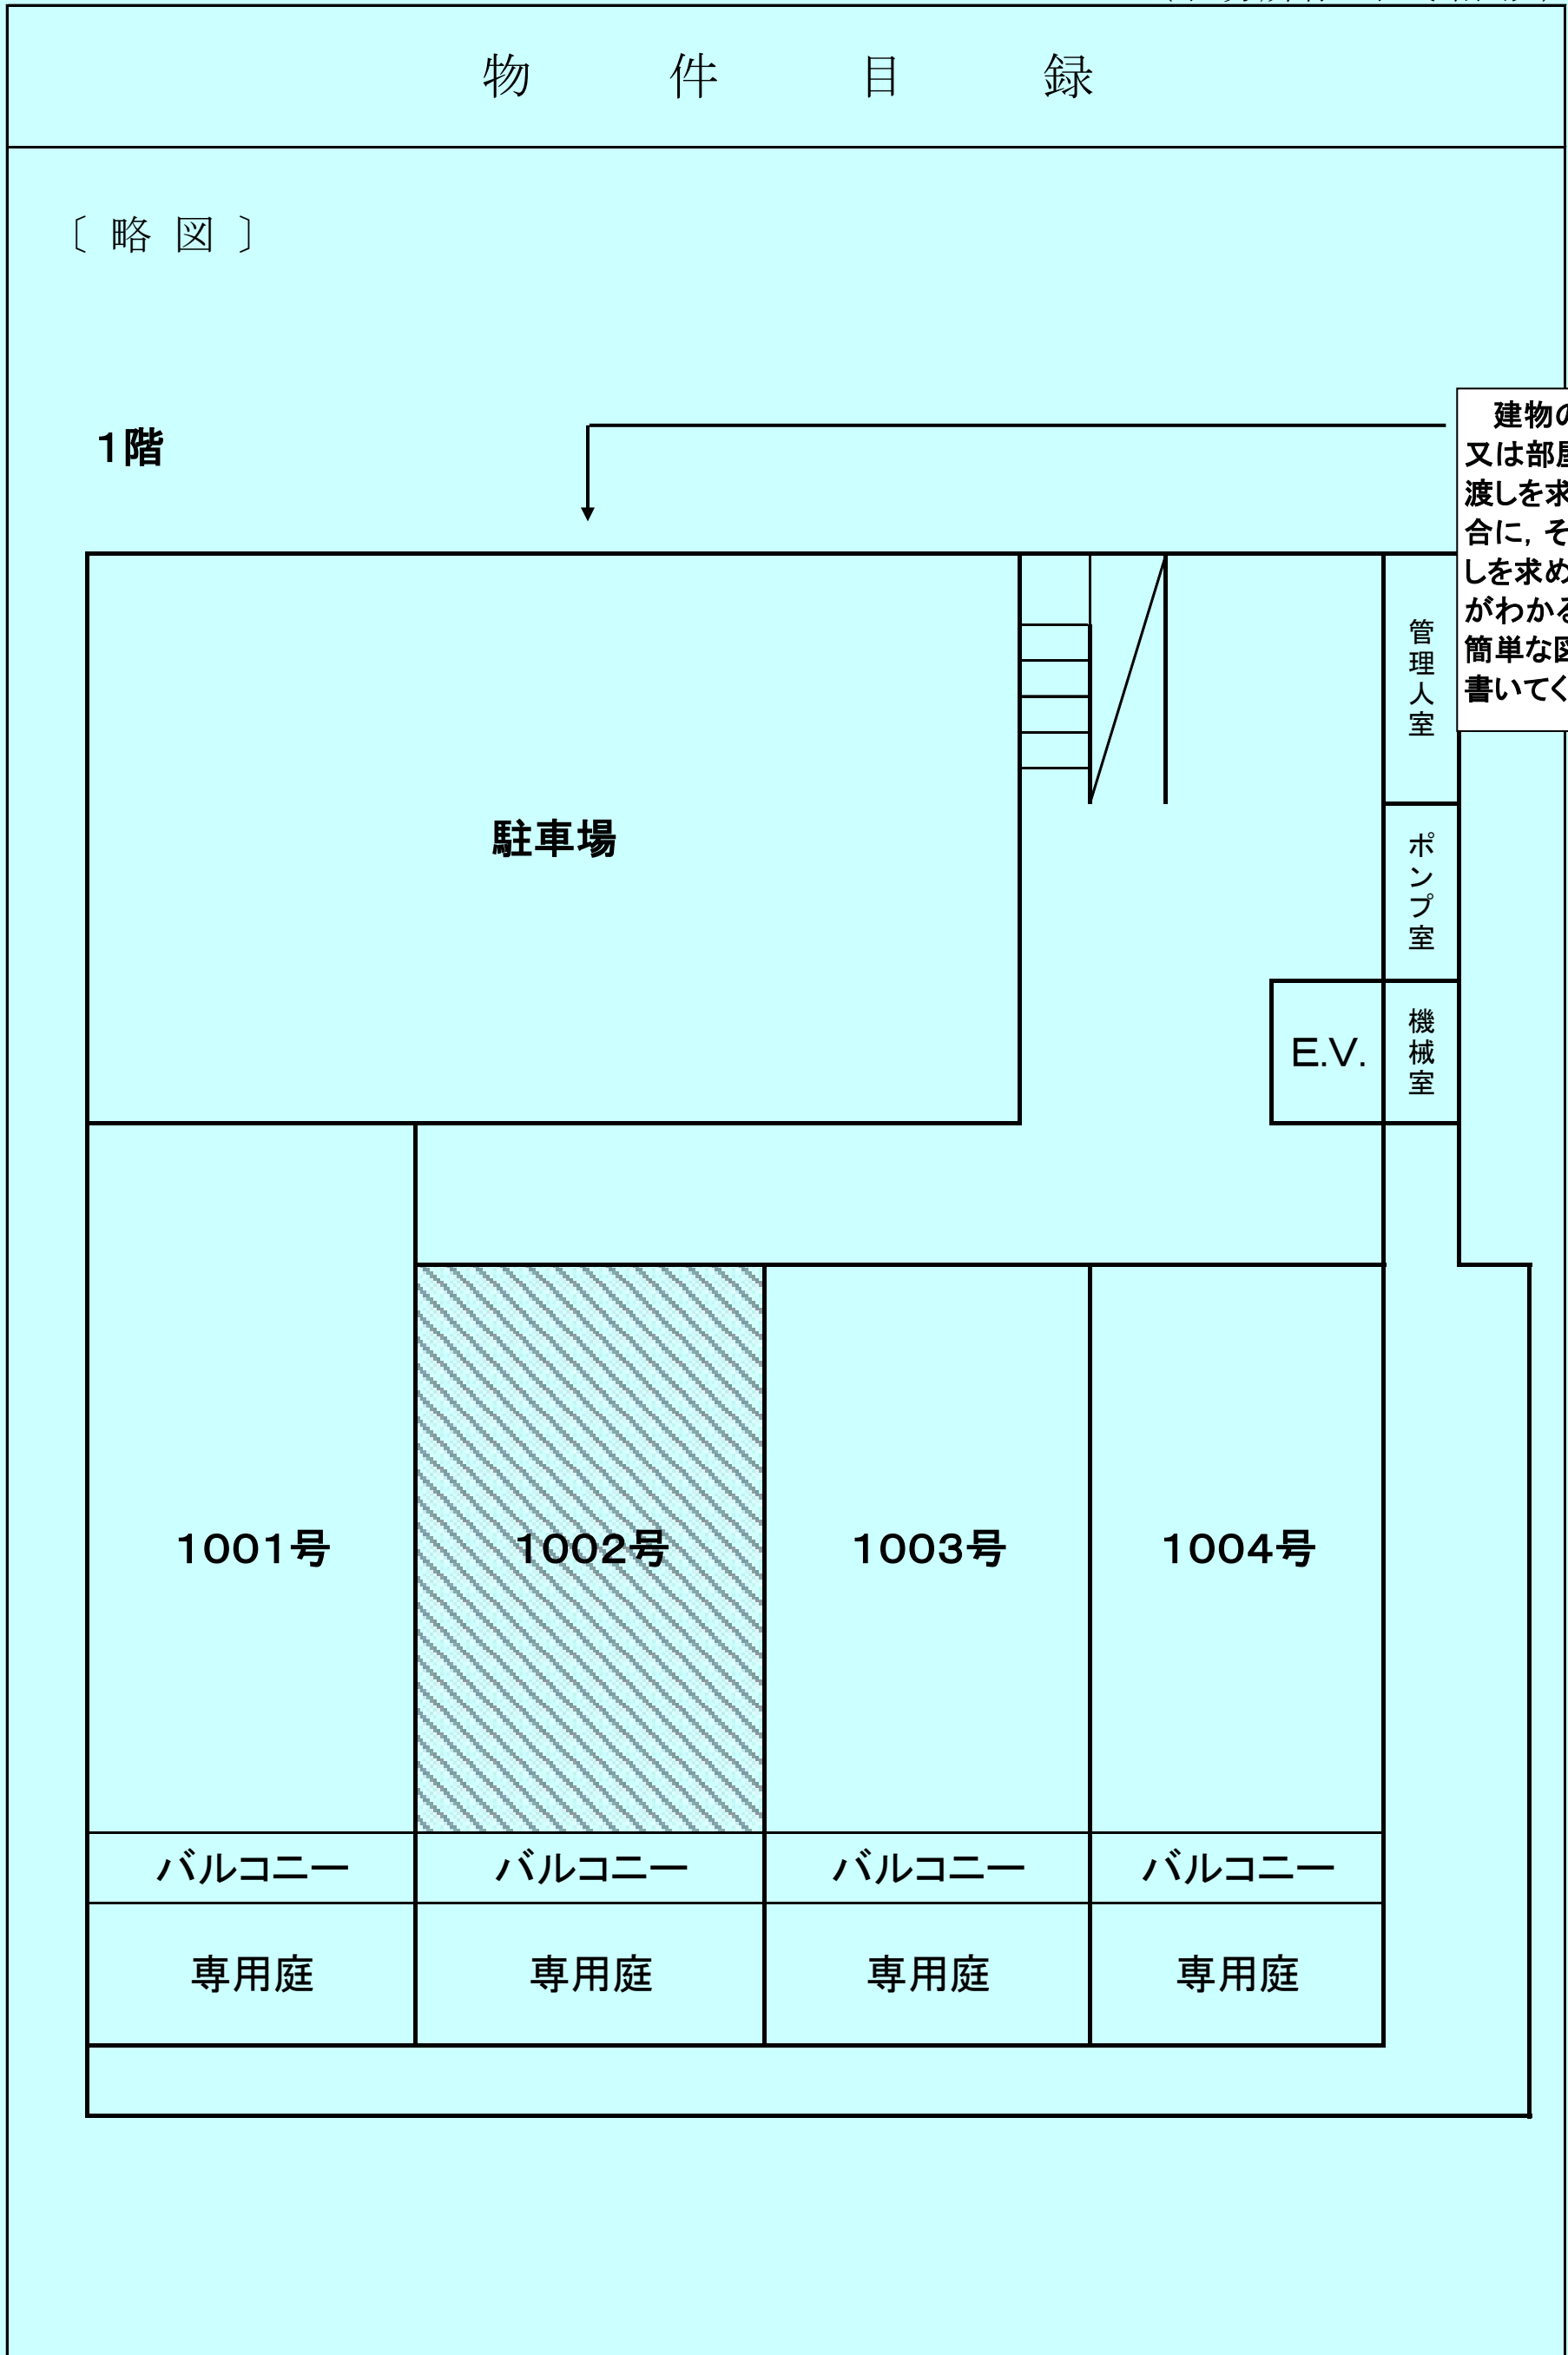 物件目録
〔略図〕
1階
建物の
又は部屋
渡しを求
合に，そ
しを求め
がわかる
簡単な図
書いてく
管理人室
駐車場
ポンプ室
E.V.
機械室
1001号
1002号
1003号
1004号
バルコニー
バルコニー
バルコニー
バルコニー
専用庭
専用庭
専用庭
専用庭